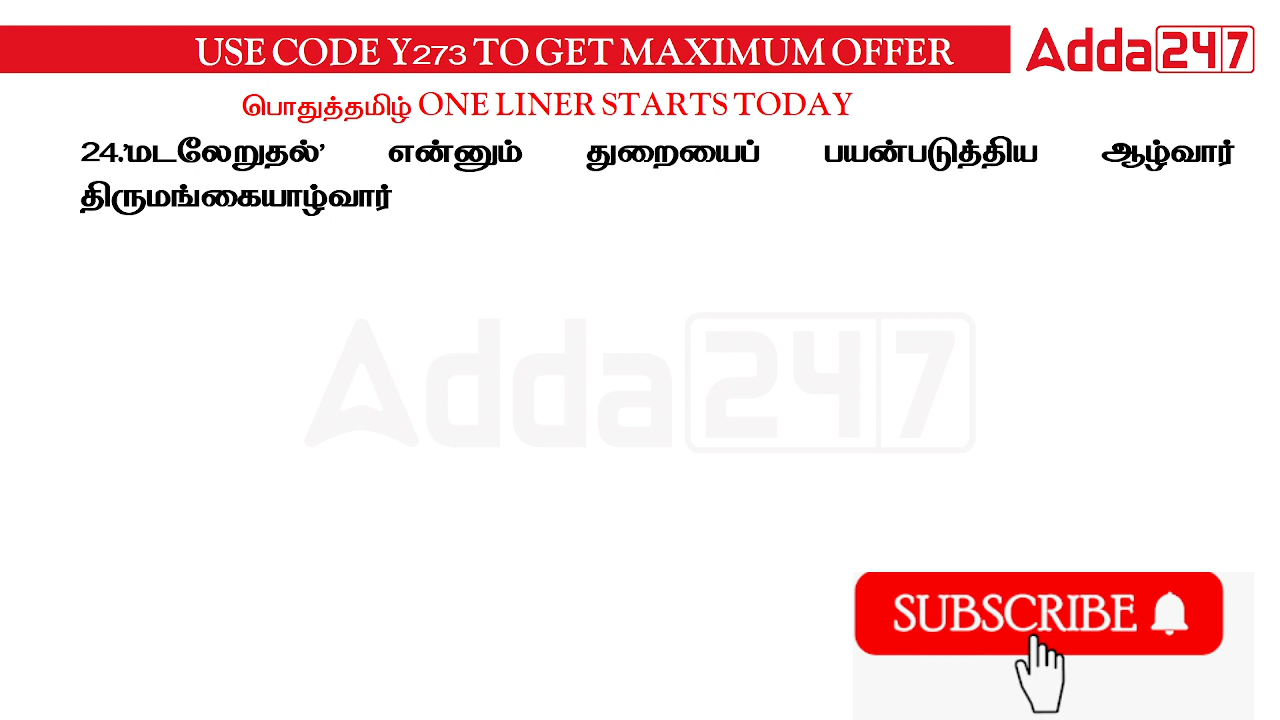 USE CODE Y273 TO GET MAXIMUM OFFER
Adda247
பொதுத்தமிழ் ONE LINER STARTS TODAY
24.'மடலேறுதல்' என்னும் துறையைப் பயன்படுத்திய ஆழ்வார்
திருமங்கையாழ்வார்
Adda247
SUBSCRIBE